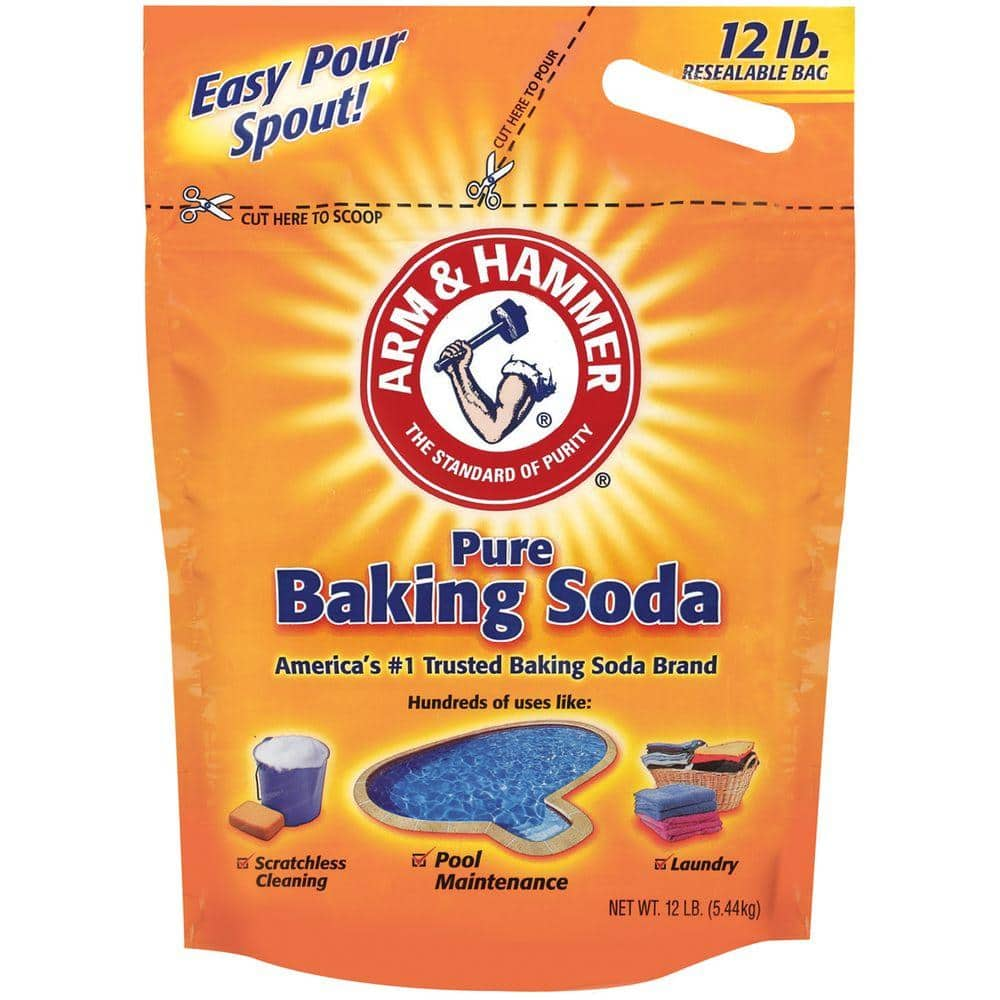 Easy Pour
Spout!
12 lb.
RESEALABLE BAG
CUT HERE TO POUR
CUT HERE TO SCOOP
ARM & HAMMER
®
THE STANDARD OF PURITY
®
Pure
Baking Soda
America's #1 Trusted Baking Soda Brand
Hundreds of uses like:
Scratchless
Cleaning
Pool
Maintenance
Laundry
NET WT. 12 LB. (5.44kg)